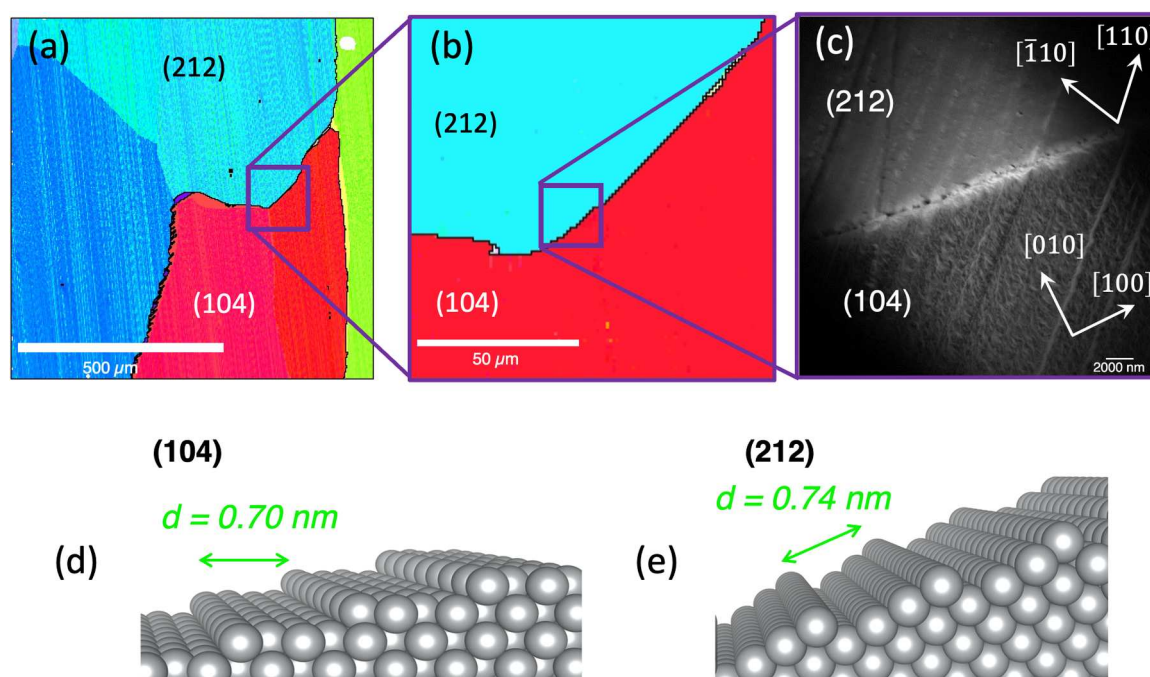 (a)
(212)
(104)
500 µm
(b)
(212)
(104)
50 µm
(c)
[1̅10]
[110]
(212)
[010]
[100]
(104)
2000 nm
(104)
d = 0.70 nm
(d)
(212)
d = 0.74 nm
(e)